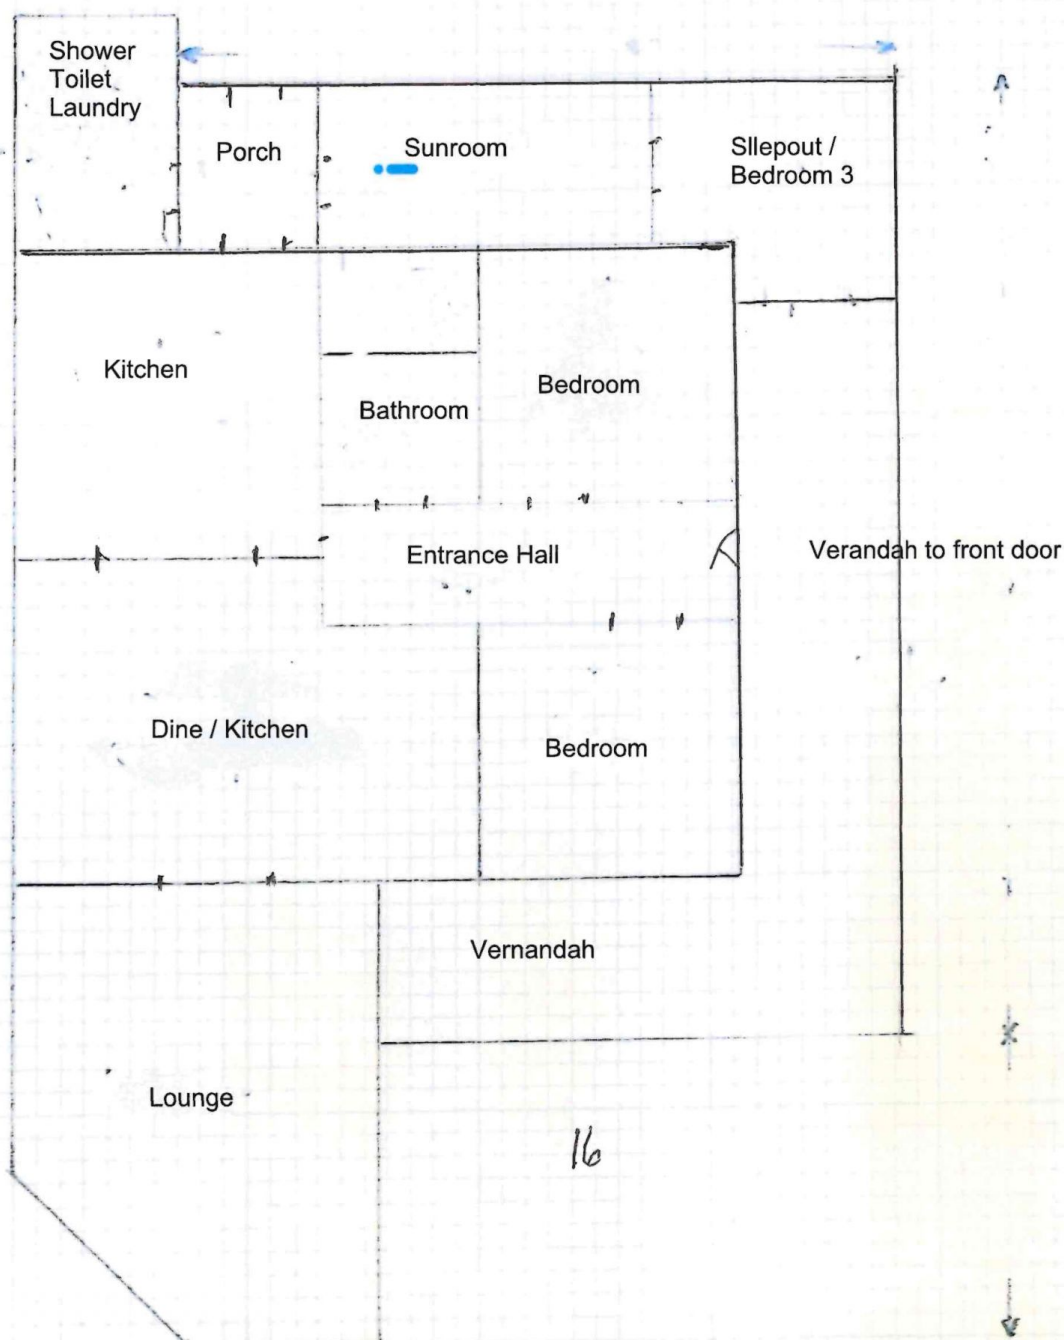 Shower
Toilet
Laundry
Porch
Sunroom
Sllepout /
Bedroom 3
Kitchen
Bathroom
Bedroom
Entrance Hall
Verandah to front door
Dine / Kitchen
Bedroom
Vernandah
Lounge
16